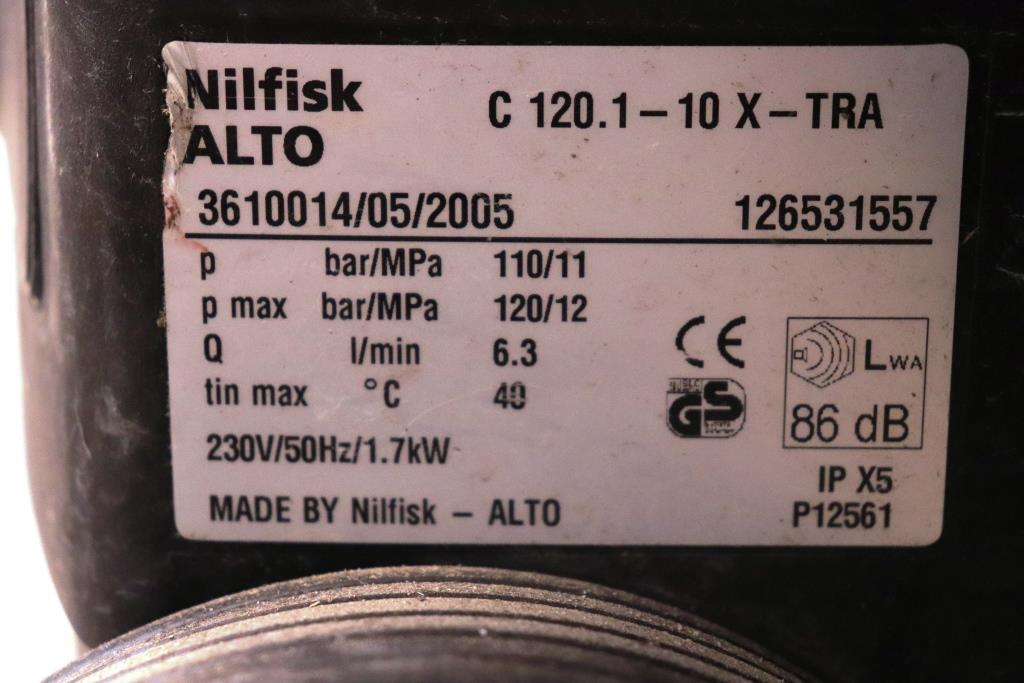 Nilfisk
ALTO
C 120.1-10 X-TRA
3610014/05/2005 126531557
p bar/MPa 110/11
p max bar/MPa 120/12
Q l/min 6.3
tin max °C 40
230V/50Hz/1.7kW
MADE BY Nilfisk - ALTO
CE
GS
LWA
86 dB
IP X5
P12561